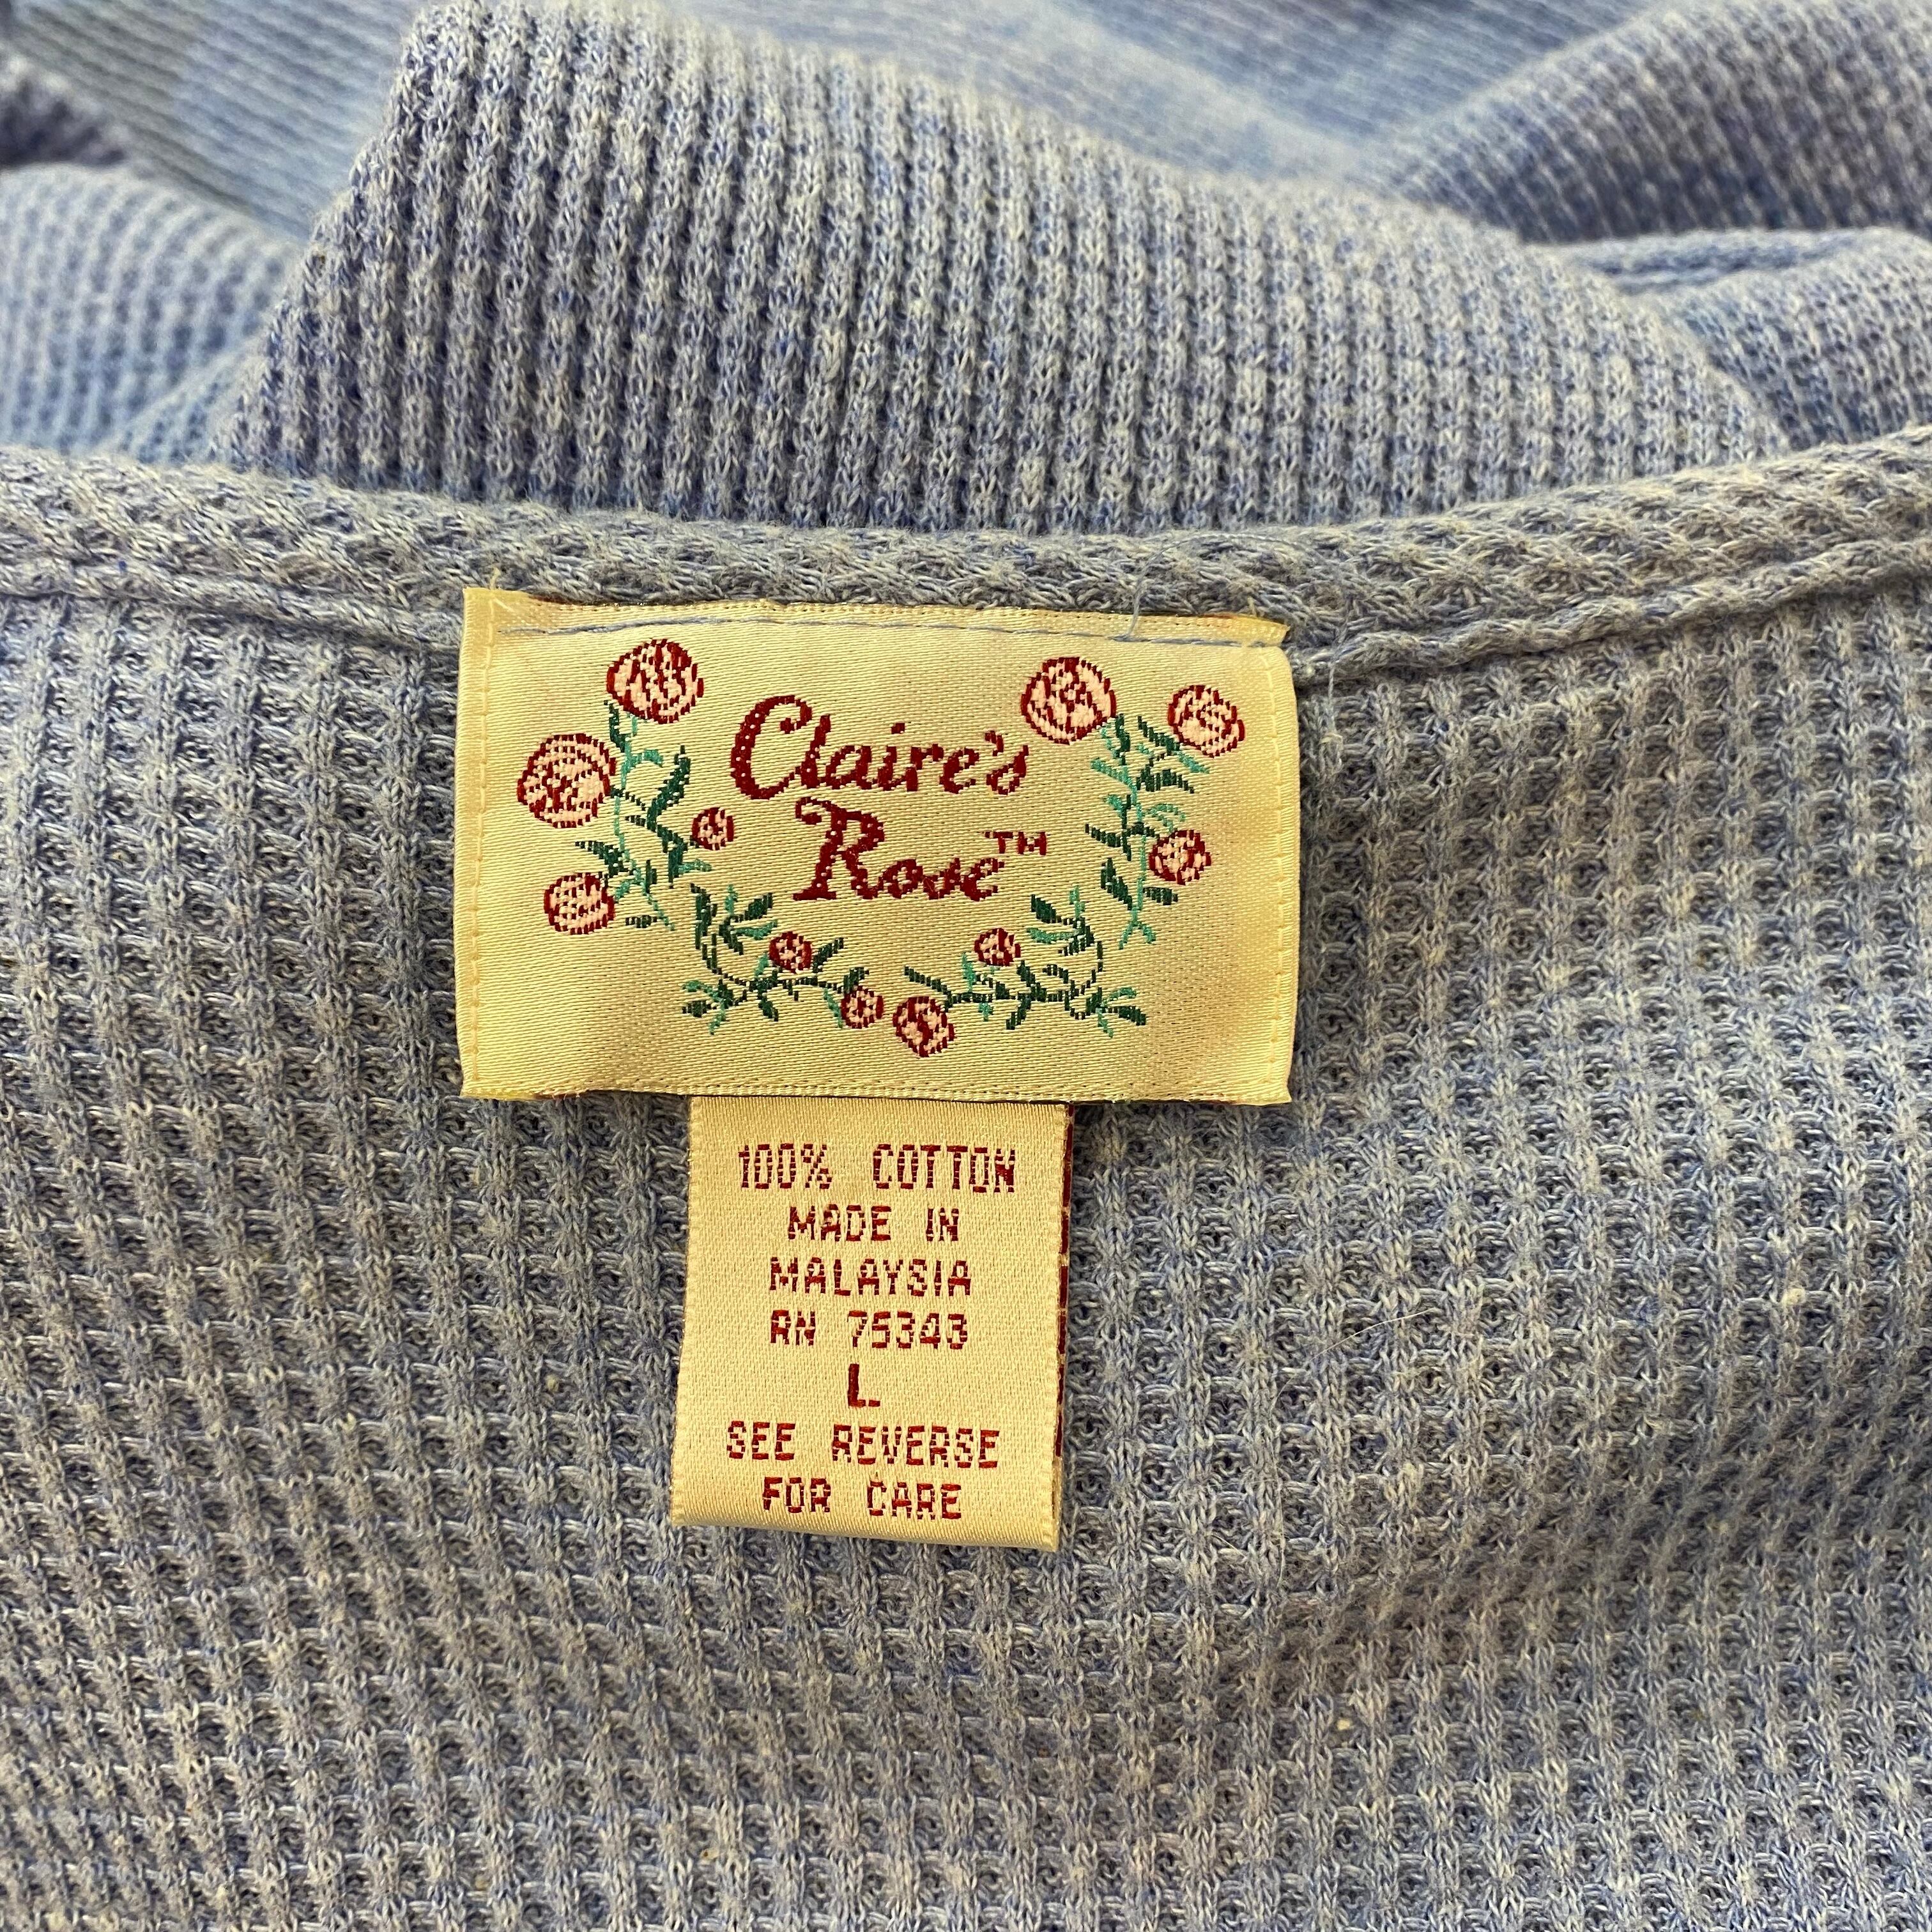 Claire's
Rose™
100% COTTON
MADE IN
MALAYSIA
RN 75343
L
SEE REVERSE
FOR CARE